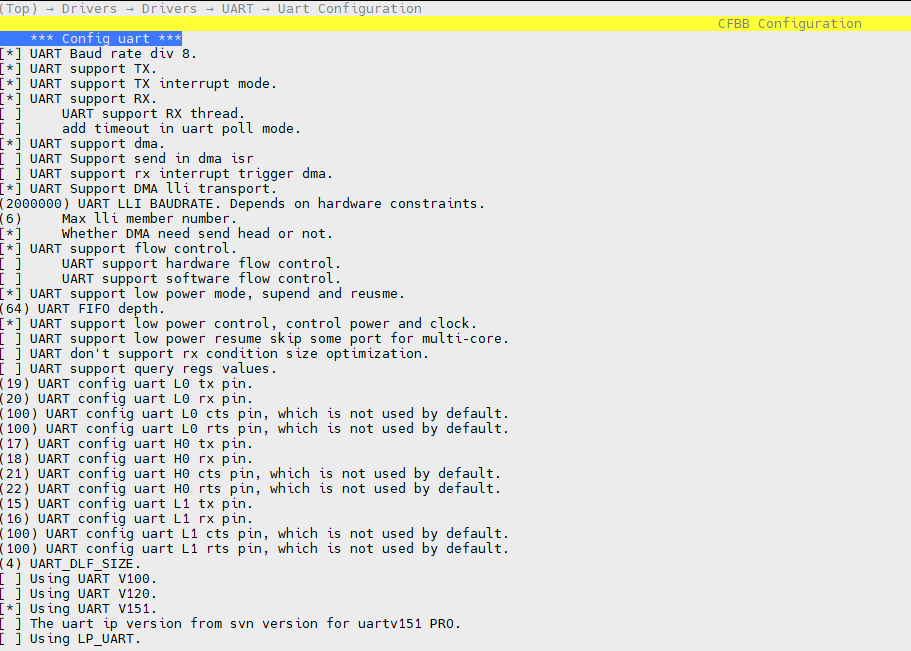 (Top) → Drivers → Drivers → UART → Uart Configuration
CFBB Configuration
*** Config uart ***
[*] UART Baud rate div 8.
[*] UART support TX.
[*] UART support TX interrupt mode.
[*] UART support RX.
[ ]     UART support RX thread.
[ ]     add timeout in uart poll mode.
[*] UART support dma.
[ ] UART Support send in dma isr
[ ] UART support rx interrupt trigger dma.
[*] UART Support DMA lli transport.
(2000000) UART LLI BAUDRATE. Depends on hardware constraints.
(6)     Max lli member number.
[*]     Whether DMA need send head or not.
[*] UART support flow control.
[ ]     UART support hardware flow control.
[ ]     UART support software flow control.
[*] UART support low power mode, supend and reusme.
(64) UART FIFO depth.
[*] UART support low power control, control power and clock.
[ ] UART support low power resume skip some port for multi-core.
[ ] UART don't support rx condition size optimization.
[ ] UART support query regs values.
(19) UART config uart L0 tx pin.
(20) UART config uart L0 rx pin.
(100) UART config uart L0 cts pin, which is not used by default.
(100) UART config uart L0 rts pin, which is not used by default.
(17) UART config uart H0 tx pin.
(18) UART config uart H0 rx pin.
(21) UART config uart H0 cts pin, which is not used by default.
(22) UART config uart H0 rts pin, which is not used by default.
(15) UART config uart L1 tx pin.
(16) UART config uart L1 rx pin.
(100) UART config uart L1 cts pin, which is not used by default.
(100) UART config uart L1 rts pin, which is not used by default.
(4) UART_DLF_SIZE.
[ ] Using UART V100.
[ ] Using UART V120.
[*] Using UART V151.
[ ] The uart ip version from svn version for uartv151 PRO.
[ ] Using LP_UART.